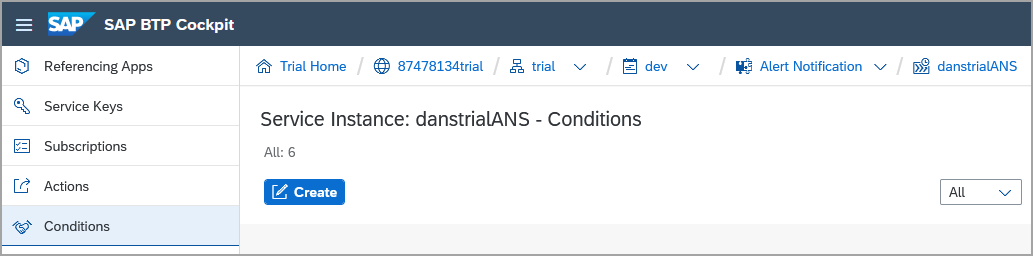 SAP SAP BTP Cockpit
Referencing Apps
Service Keys
Subscriptions
Actions
Conditions
Trial Home / 87478134trial / trial / dev / Alert Notification / danstrialANS
Service Instance: danstrialANS - Conditions
All: 6
Create
All